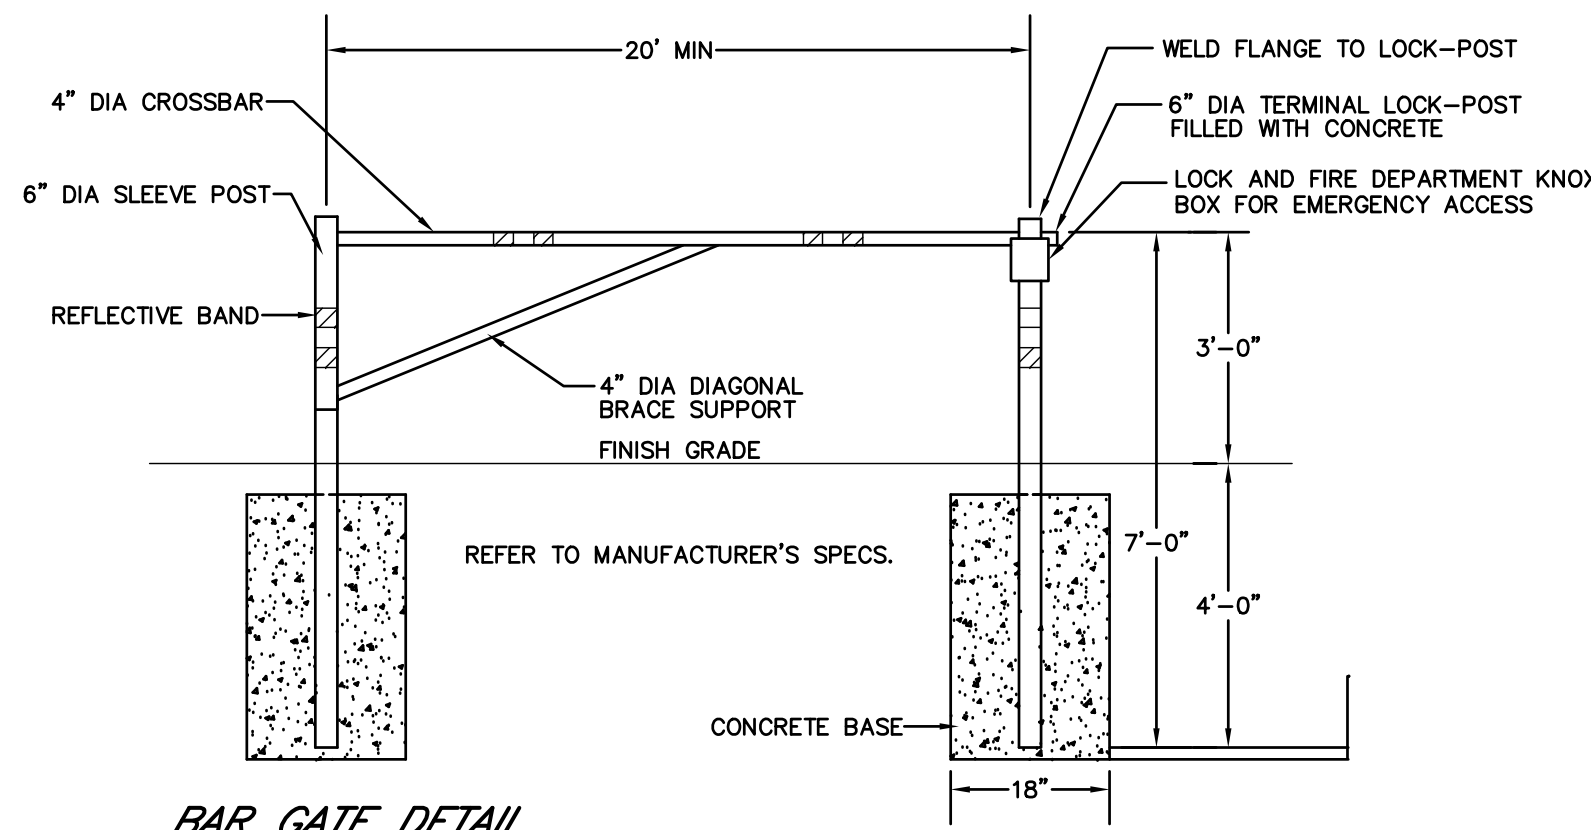 20' MIN
WELD FLANGE TO LOCK-POST
4" DIA CROSSBAR
6" DIA TERMINAL LOCK-POST
FILLED WITH CONCRETE
6" DIA SLEEVE POST
LOCK AND FIRE DEPARTMENT KNOX
BOX FOR EMERGENCY ACCESS
REFLECTIVE BAND
3'-0"
4" DIA DIAGONAL
BRACE SUPPORT
FINISH GRADE
7'-0"
REFER TO MANUFACTURER'S SPECS.
4'-0"
CONCRETE BASE
18"
BAR GATE DETAIL